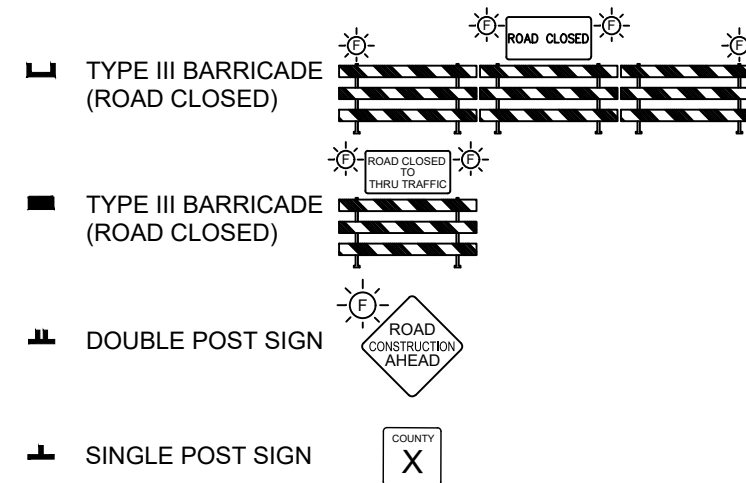 F F
ROAD CLOSED
F F
TYPE III BARRICADE
(ROAD CLOSED)
F F
ROAD CLOSED
TO
THRU TRAFFIC
TYPE III BARRICADE
(ROAD CLOSED)
F
ROAD
CONSTRUCTION
AHEAD
DOUBLE POST SIGN
COUNTY
X
SINGLE POST SIGN